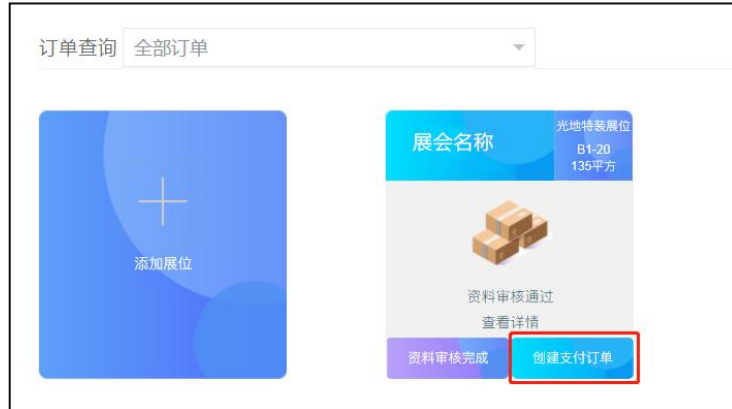 订单查询 全部订单
添加展位
展会名称
光地特装展位
B1-20
135平方
资料审核通过
查看详情
资料审核完成 创建支付订单